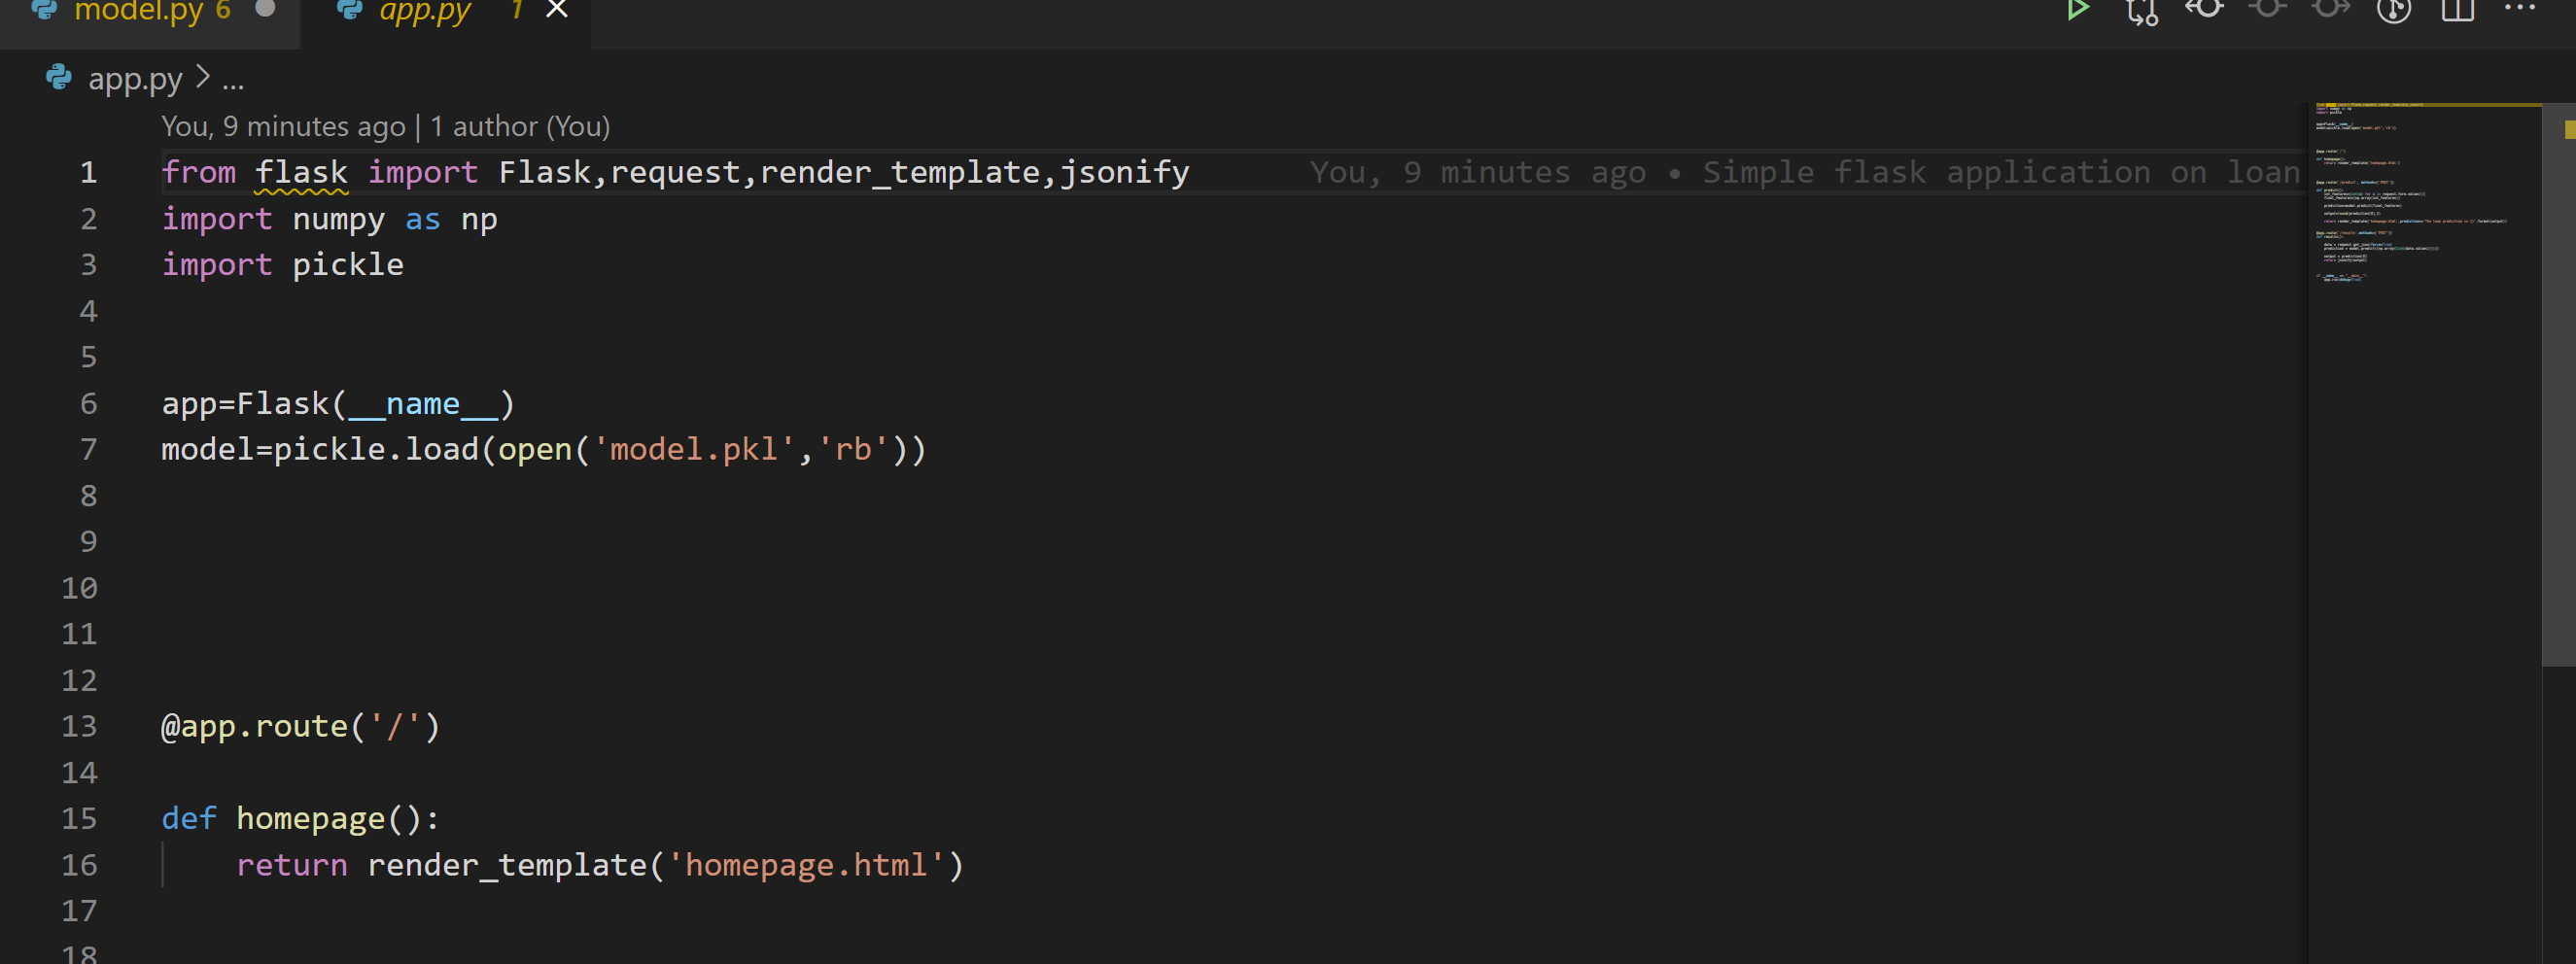 model.py 6 app.py 1
app.py > ...
You, 9 minutes ago | 1 author (You)
1 from flask import Flask,request,render_template,jsonify You, 9 minutes ago • Simple flask application on loan
2 import numpy as np
3 import pickle
4
5
6 app=Flask(__name__)
7 model=pickle.load(open('model.pkl','rb'))
8
9
10
11
12
13 @app.route('/')
14
15 def homepage():
16 return render_template('homepage.html')
17
18